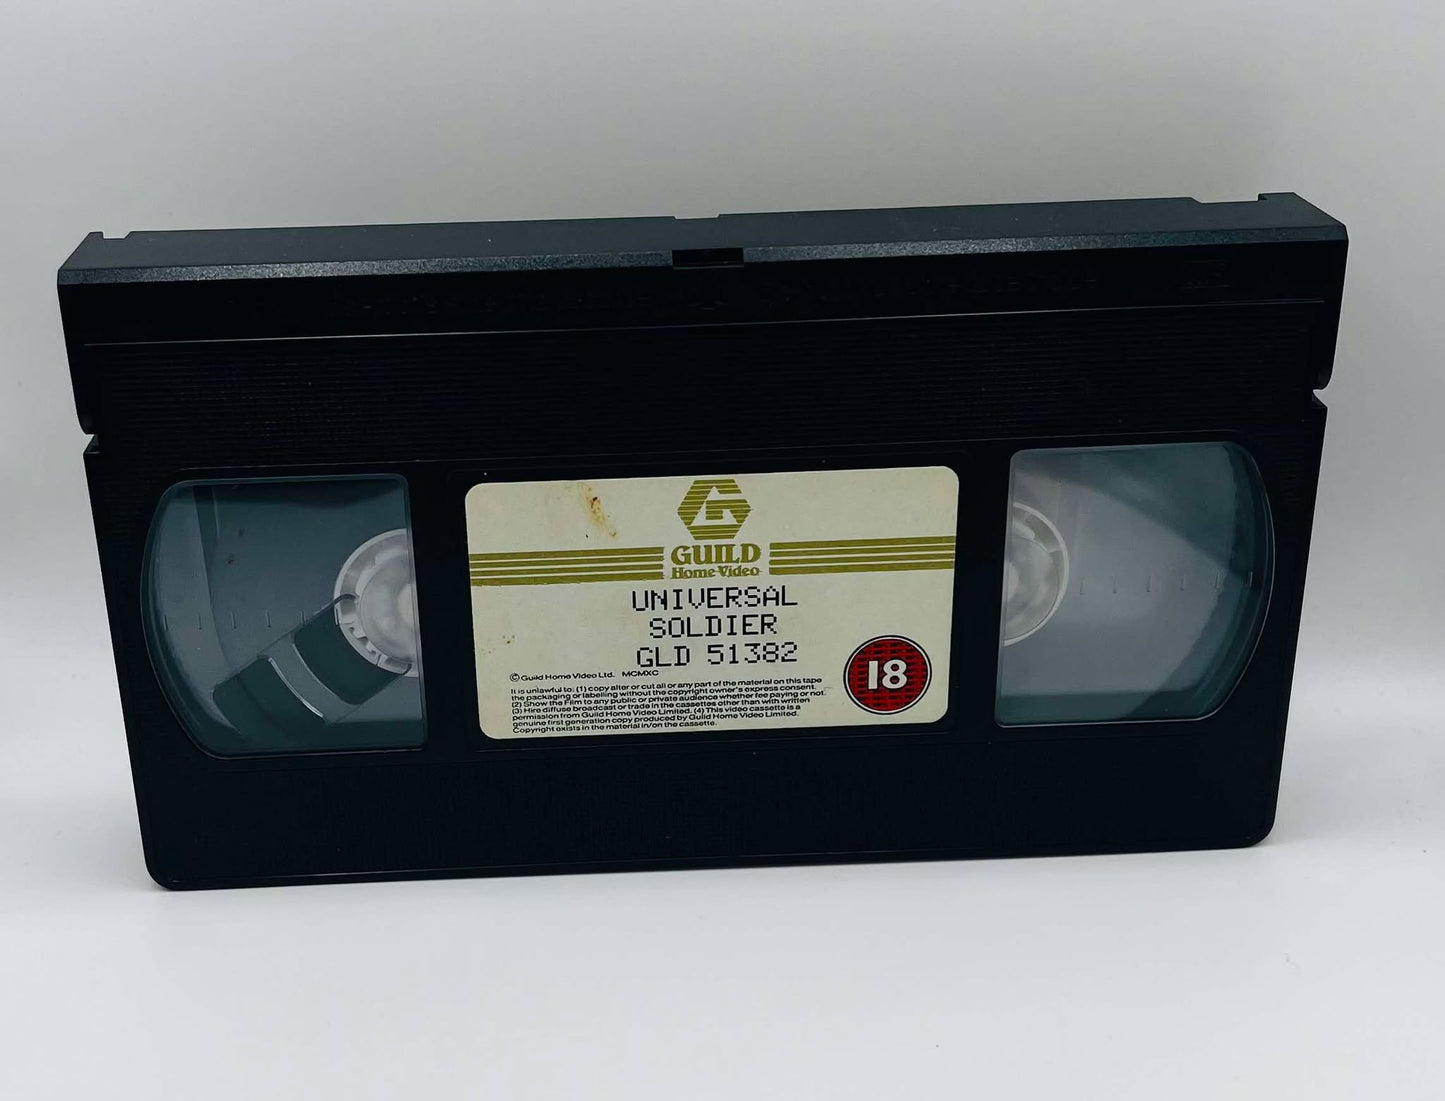 GUILD
Home Video
UNIVERSAL
SOLDIER
GLD 51382
© Guild Home Video Ltd. MCMXC
18
It is unlawful to: (1) copy alter or cut all or any part of the material on this tape
the packaging or labelling without the copyright owner's express consent.
(2) Show the Film to any public or private audience whether fee paying or not.
(3) Hire diffuse broadcast or trade in the cassettes other than with written
permission from Guild Home Video Limited. (4) This video cassette is a
genuine first generation copy produced by Guild Home Video Limited.
Copyright exists in the material in/on the cassette.